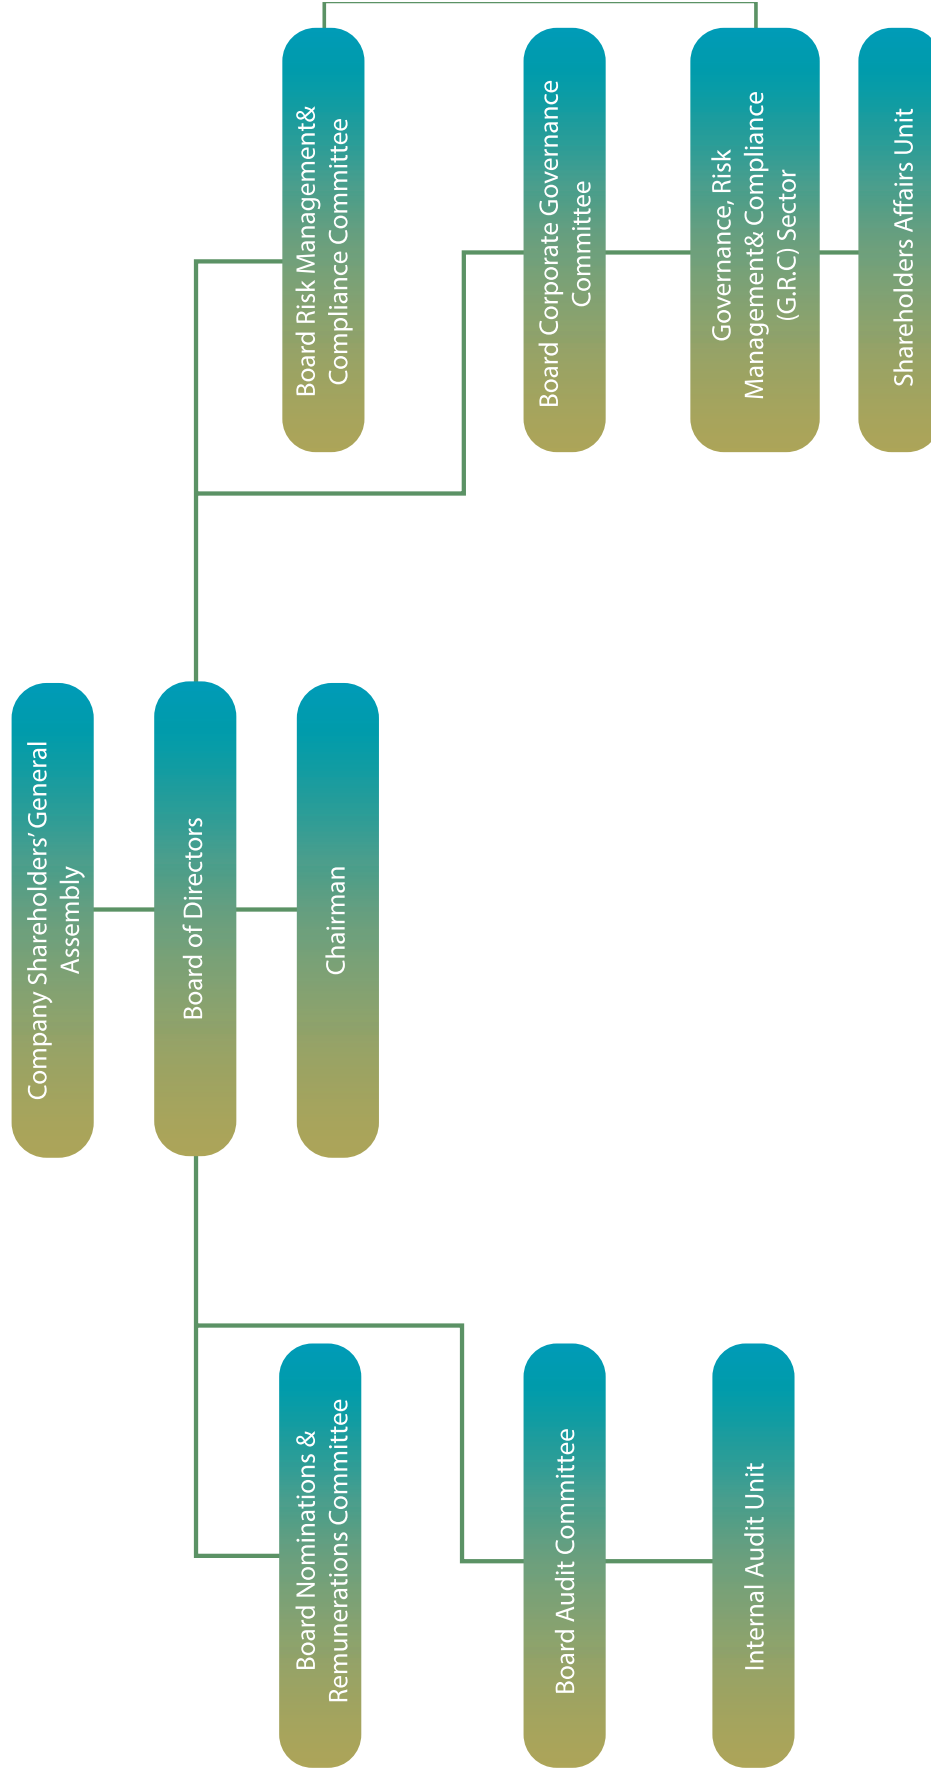 Company Shareholders’ General
Assembly
Board of Directors
Chairman
Board Nominations &
Remunerations Committee
Board Audit Committee
Internal Audit Unit
Board Risk Management&
Compliance Committee
Board Corporate Governance
Committee
Governance, Risk
Management& Compliance
(G.R.C) Sector
Shareholders Affairs Unit